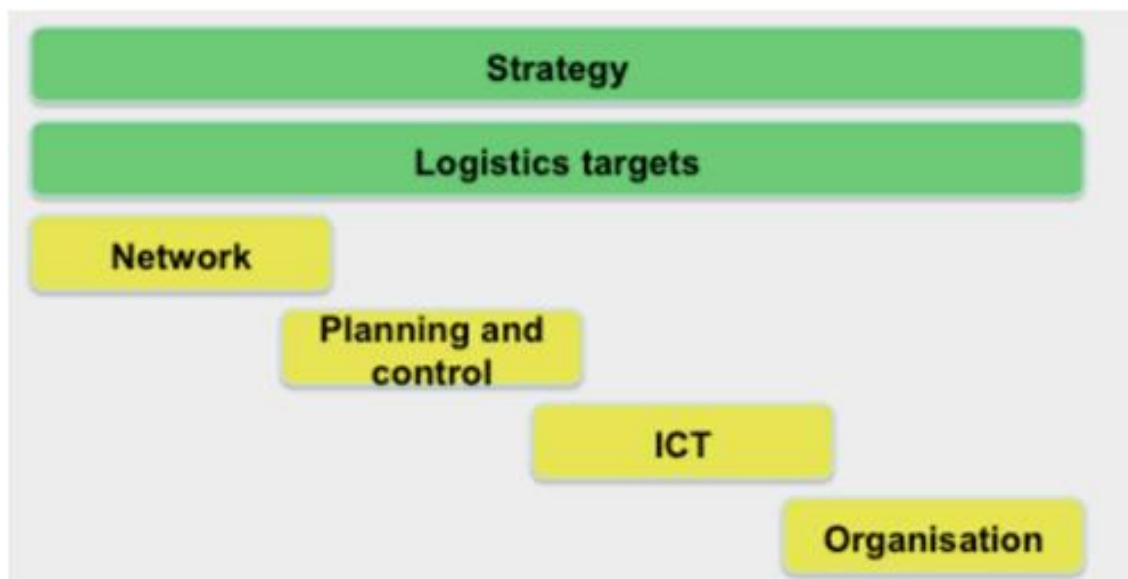 Strategy
Logistics targets
Network
Planning and
control
ICT
Organisation